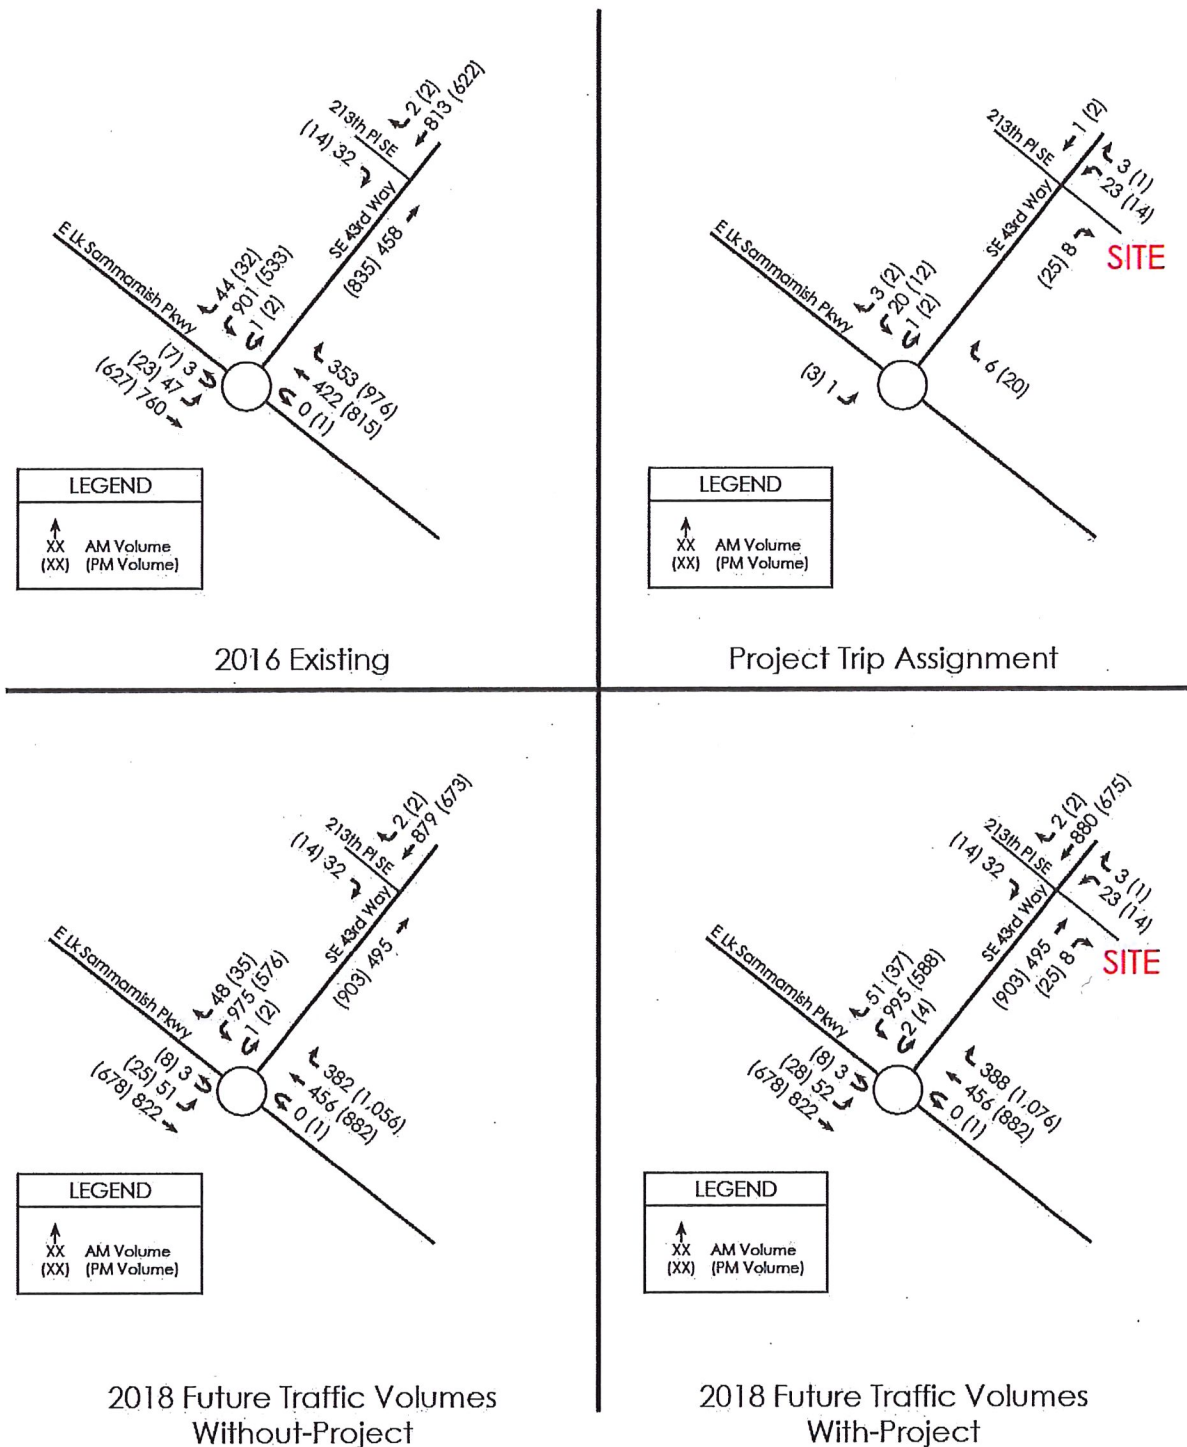 2 (2)
813 (622)
213th Pl SE
(14) 32
SE 43rd Way
(835) 458
E Lk Sammamish Pkwy
44 (32)
901 (533)
1 (2)
(7) 3
(23) 47
(627) 760
353 (976)
422 (815)
0 (1)
LEGEND
XX AM Volume
(XX) (PM Volume)
2016 Existing
1 (2)
213th Pl SE
3 (1)
23 (14)
SE 43rd Way
(25) 8
SITE
E Lk Sammamish Pkwy
3 (2)
20 (12)
1 (2)
(3) 1
6 (20)
LEGEND
XX AM Volume
(XX) (PM Volume)
Project Trip Assignment
2 (2)
879 (673)
213th Pl SE
(14) 32
SE 43rd Way
(903) 495
E Lk Sammamish Pkwy
48 (35)
975 (576)
1 (2)
(8) 3
(25) 51
(678) 822
382 (1,056)
456 (882)
0 (1)
LEGEND
XX AM Volume
(XX) (PM Volume)
2018 Future Traffic Volumes
Without-Project
2 (2)
880 (675)
213th Pl SE
(14) 32
3 (1)
23 (14)
SE 43rd Way
(903) 495
(25) 8
SITE
E Lk Sammamish Pkwy
51 (37)
995 (588)
2 (4)
(8) 3
(28) 52
(678) 822
388 (1,076)
456 (882)
0 (1)
LEGEND
XX AM Volume
(XX) (PM Volume)
2018 Future Traffic Volumes
With-Project